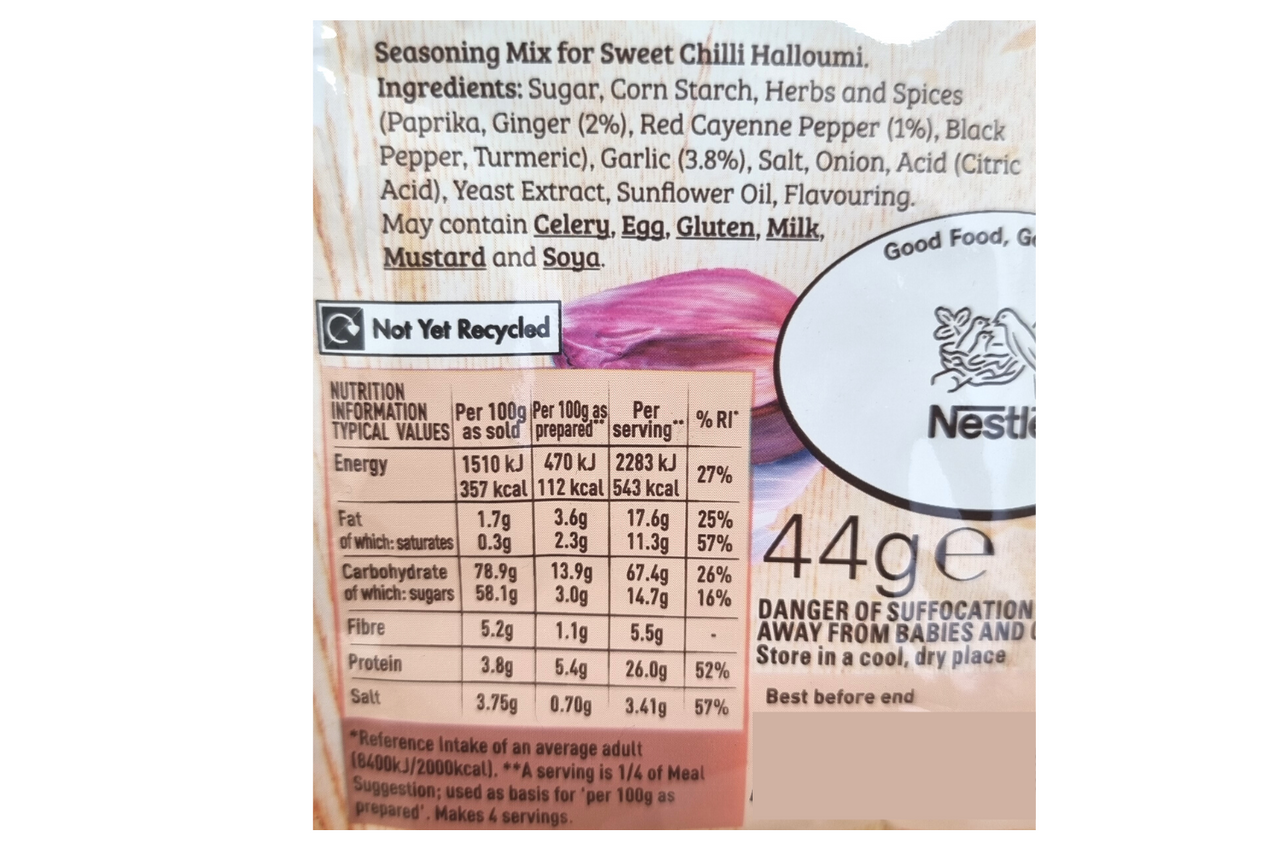 Seasoning Mix for Sweet Chilli Halloumi.
Ingredients: Sugar, Corn Starch, Herbs and Spices
(Paprika, Ginger (2%), Red Cayenne Pepper (1%), Black
Pepper, Turmeric), Garlic (3.8%), Salt, Onion, Acid (Citric
Acid), Yeast Extract, Sunflower Oil, Flavouring.
May contain Celery, Egg, Gluten, Milk,
Mustard and Soya.
Good Food,
Nestlé
Not Yet Recycled
NUTRITION
INFORMATION
TYPICAL VALUES
Per 100g
as sold
Per 100g as
prepared**
Per
serving**
% RI*
Energy 1510 kJ 470 kJ 2283 kJ 27%
357 kcal 112 kcal 543 kcal
Fat 1.7g 3.6g 17.6g 25%
of which: saturates 0.3g 2.3g 11.3g 57%
Carbohydrate 78.9g 13.9g 67.4g 26%
of which: sugars 58.1g 3.0g 14.7g 16%
Fibre 5.2g 1.1g 5.5g -
Protein 3.8g 5.4g 26.0g 52%
Salt 3.75g 0.70g 3.41g 57%
*Reference Intake of an average adult
(8400kJ/2000kcal). **A serving is 1/4 of Meal
Suggestion; used as basis for 'per 100g as
prepared'. Makes 4 servings.
44g e
DANGER OF SUFFOCATION
AWAY FROM BABIES AND
Store in a cool, dry place
Best before end